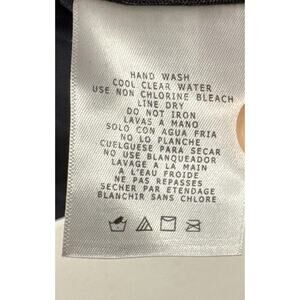 HAND WASH
COOL CLEAR WATER
USE NON CHLORINE BLEACH
LINE DRY
DO NOT IRON
LAVAS A MANO
SOLO CON AGUA FRIA
NO LO PLANCHE
CUELGUESE PARA SECAR
NO USE BLANQUEADOR
LAVAGE A LA MAIN
A L'EAU FROIDE
NE PAS REPASSES
SECHER PAR ETENDAGE
BLANCHIR SANS CHLORE